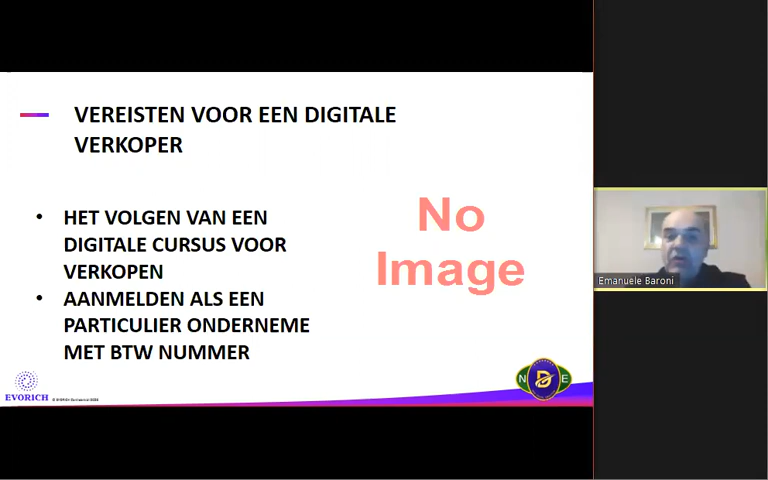 VEREISTEN VOOR EEN DIGITALE
VERKOPER
• HET VOLGEN VAN EEN
DIGITALE CURSUS VOOR
VERKOPEN
• AANMELDEN ALS EEN
PARTICULIER ONDERNEME
MET BTW NUMMER
No
Image
Emanuele Baroni
N D E
EVORICH